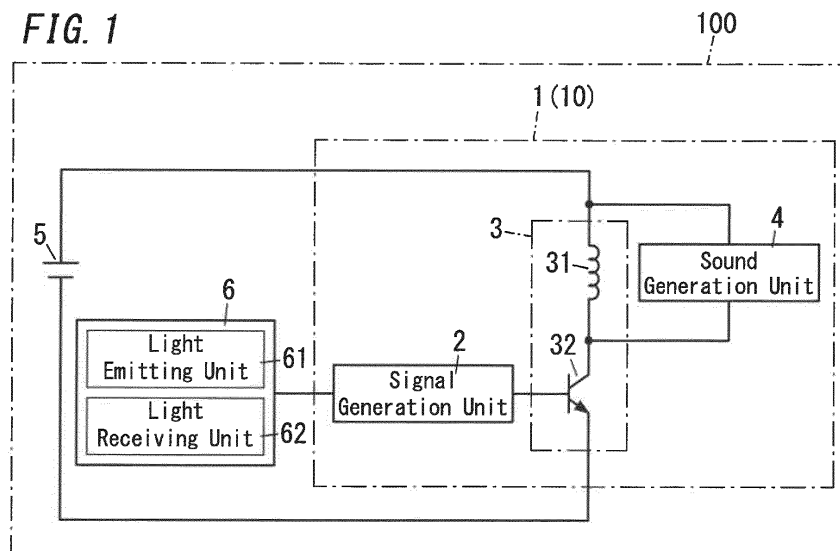 FIG. 1
100
1 (10)
5
3
31
4
Sound
Generation Unit
6
Light
Emitting Unit
61
Light
Receiving Unit
62
2
Signal
Generation Unit
32